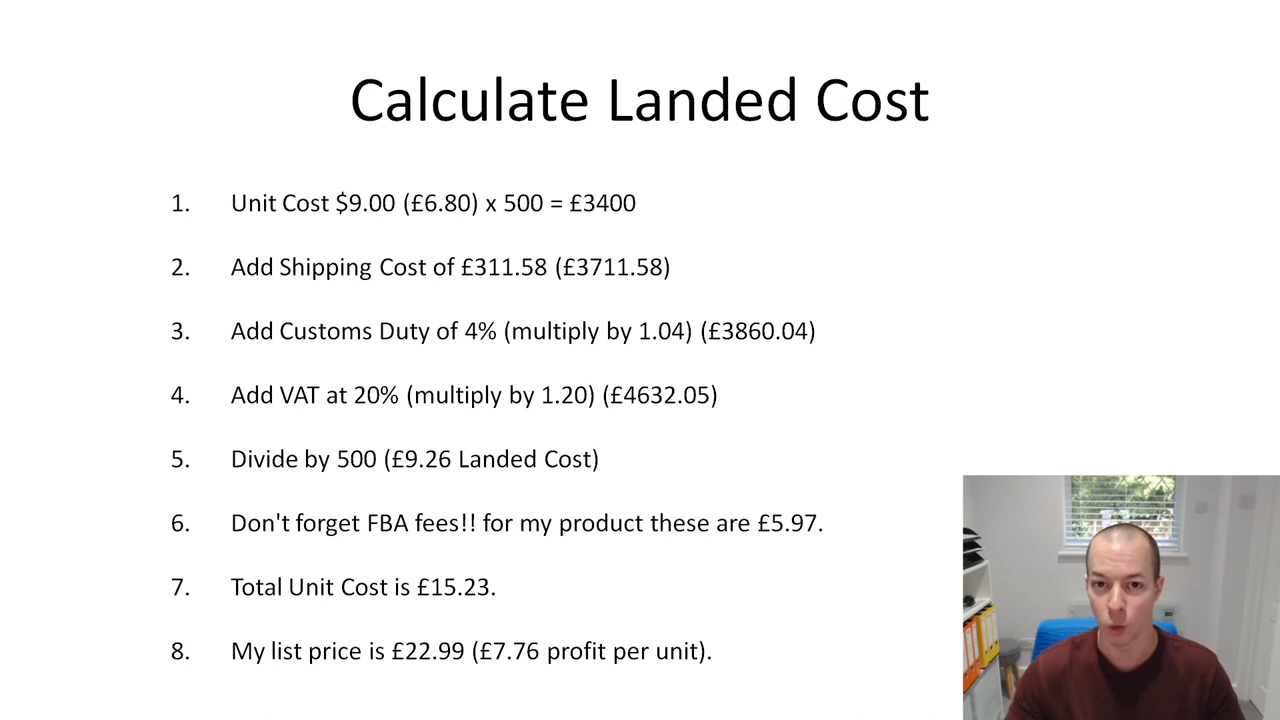 Calculate Landed Cost
1. Unit Cost $9.00 (£6.80) x 500 = £3400
2. Add Shipping Cost of £311.58 (£3711.58)
3. Add Customs Duty of 4% (multiply by 1.04) (£3860.04)
4. Add VAT at 20% (multiply by 1.20) (£4632.05)
5. Divide by 500 (£9.26 Landed Cost)
6. Don't forget FBA fees!! for my product these are £5.97.
7. Total Unit Cost is £15.23.
8. My list price is £22.99 (£7.76 profit per unit).